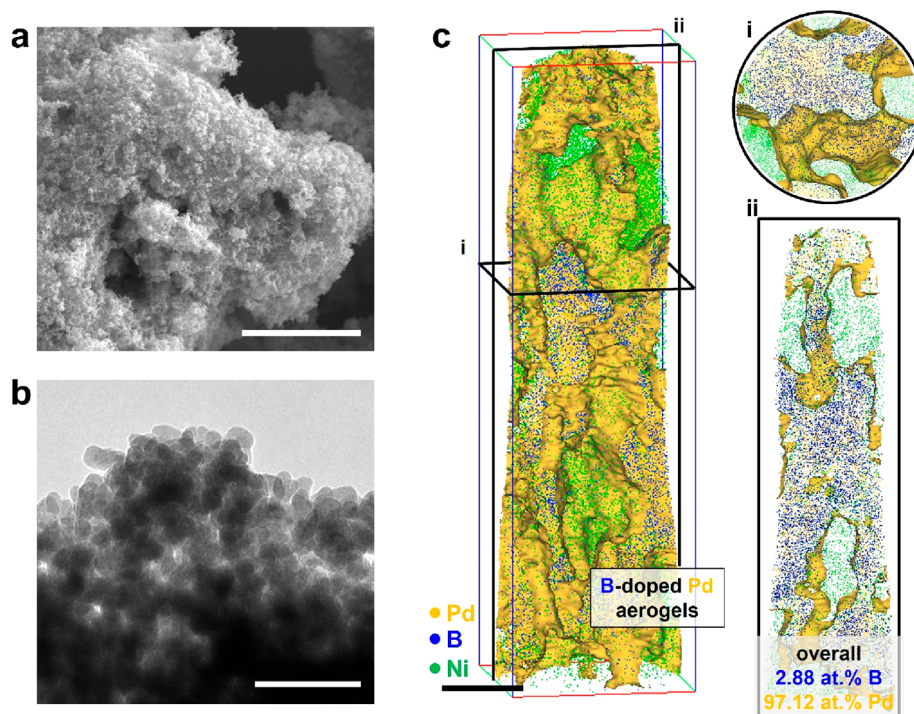 a
b
c
ii
i
i
ii
B-doped Pd
aerogels
Pd
B
Ni
overall
2.88 at.% B
97.12 at.% Pd